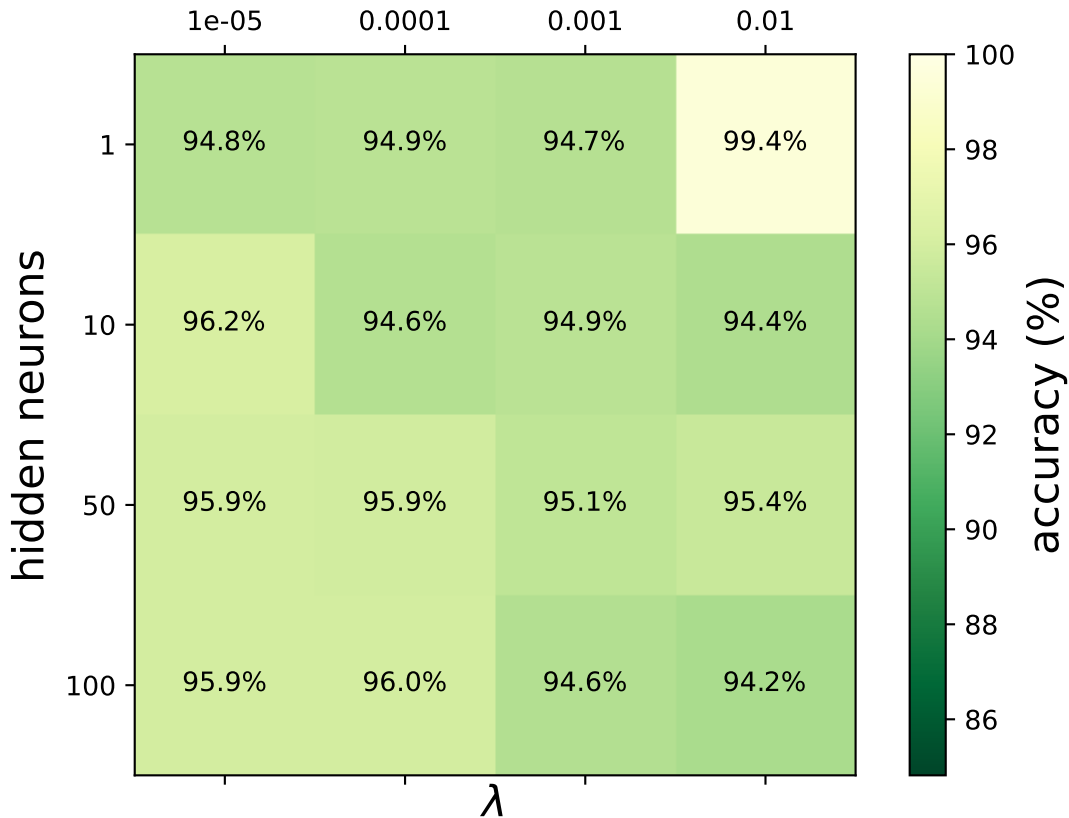 1e-05 0.0001 0.001 0.01
1 94.8% 94.9% 94.7% 99.4%
10 96.2% 94.6% 94.9% 94.4%
50 95.9% 95.9% 95.1% 95.4%
100 95.9% 96.0% 94.6% 94.2%
hidden neurons
λ
100
98
96
94
92
90
88
86
accuracy (%)